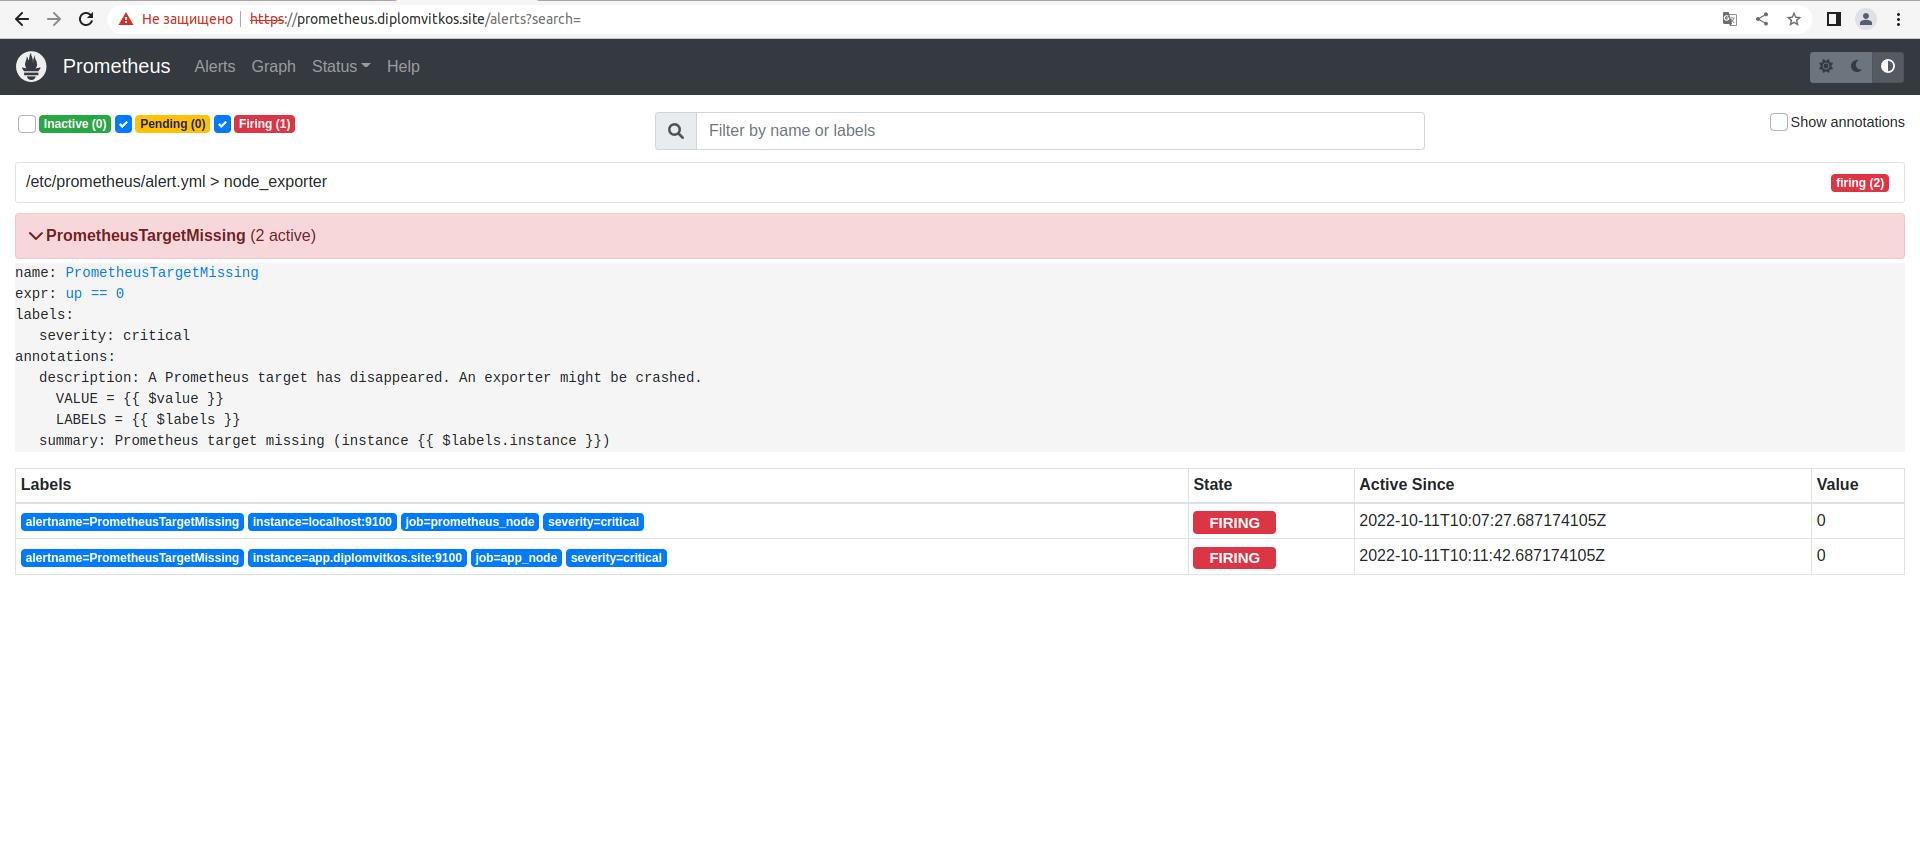 Не защищено https://prometheus.diplomvitkos.site/alerts?search=
Prometheus Alerts Graph Status Help
Inactive (0) Pending (0) Firing (1) Filter by name or labels Show annotations
/etc/prometheus/alert.yml > node_exporter firing (2)
PrometheusTargetMissing (2 active)
name: PrometheusTargetMissing
expr: up == 0
labels:
severity: critical
annotations:
description: A Prometheus target has disappeared. An exporter might be crashed.
VALUE = {{ $value }}
LABELS = {{ $labels }}
summary: Prometheus target missing (instance {{ $labels.instance }})
Labels State Active Since Value
alertname=PrometheusTargetMissing instance=localhost:9100 job=prometheus_node severity=critical FIRING 2022-10-11T10:07:27.687174105Z 0
alertname=PrometheusTargetMissing instance=app.diplomvitkos.site:9100 job=app_node severity=critical FIRING 2022-10-11T10:11:42.687174105Z 0